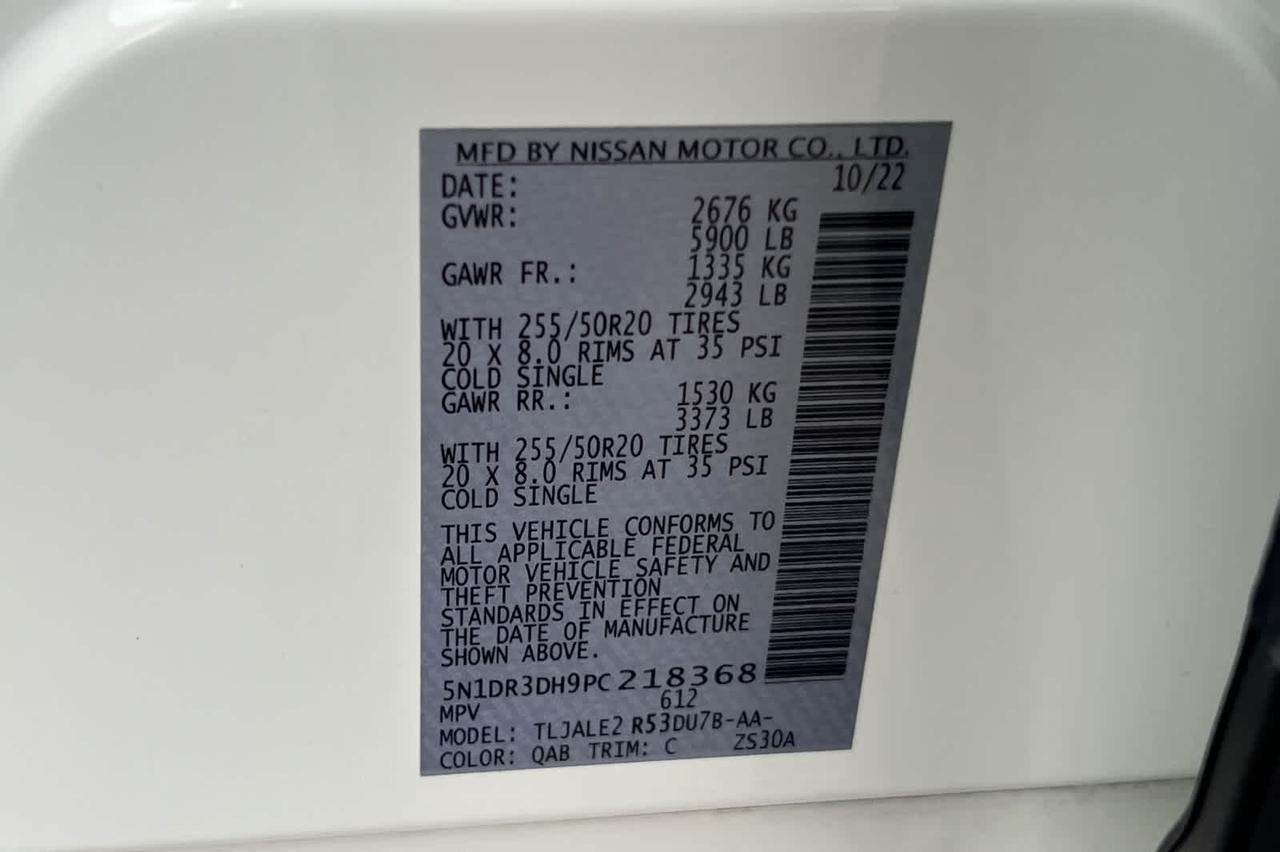 MFD BY NISSAN MOTOR CO., LTD.
DATE: 10/22
GVWR: 2676 KG
5900 LB
GAWR FR.: 1335 KG
2943 LB
WITH 255/50R20 TIRES
20 X 8.0 RIMS AT 35 PSI
COLD SINGLE
GAWR RR.: 1530 KG
3373 LB
WITH 255/50R20 TIRES
20 X 8.0 RIMS AT 35 PSI
COLD SINGLE
THIS VEHICLE CONFORMS TO
ALL APPLICABLE FEDERAL
MOTOR VEHICLE SAFETY AND
THEFT PREVENTION
STANDARDS IN EFFECT ON
THE DATE OF MANUFACTURE
SHOWN ABOVE.
5N1DR3DH9PC218368
MPV 612
MODEL: TLJALE2 R53DU7B-AA-
COLOR: QAB TRIM: C ZS30A